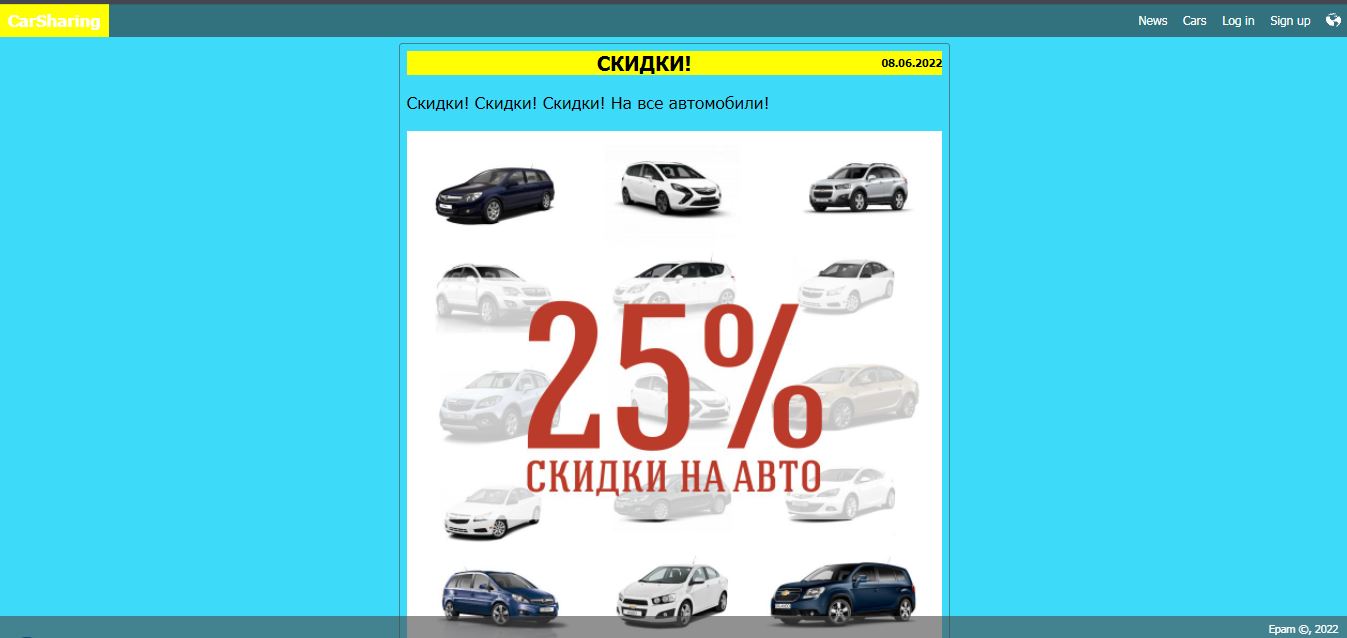 CarSharing
News Cars Log in Sign up
СКИДКИ! 08.06.2022
Скидки! Скидки! Скидки! На все автомобили!
25%
СКИДКИ НА АВТО
Epam ©, 2022